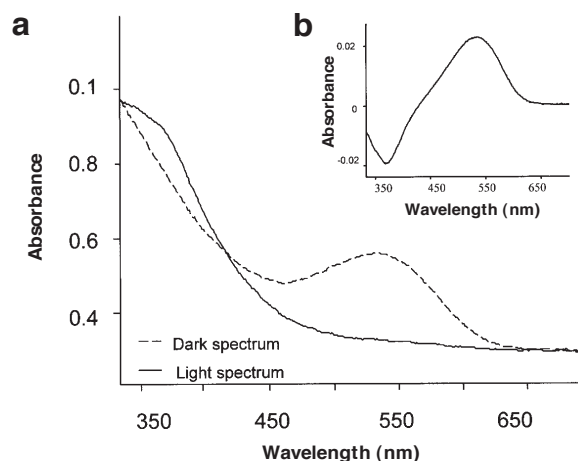 a
0.1
0.8
0.6
0.4
Absorbance
Dark spectrum
Light spectrum
350 450 550 650
Wavelength (nm)
b
0.02
0
-0.02
Absorbance
350 450 550 650
Wavelength (nm)